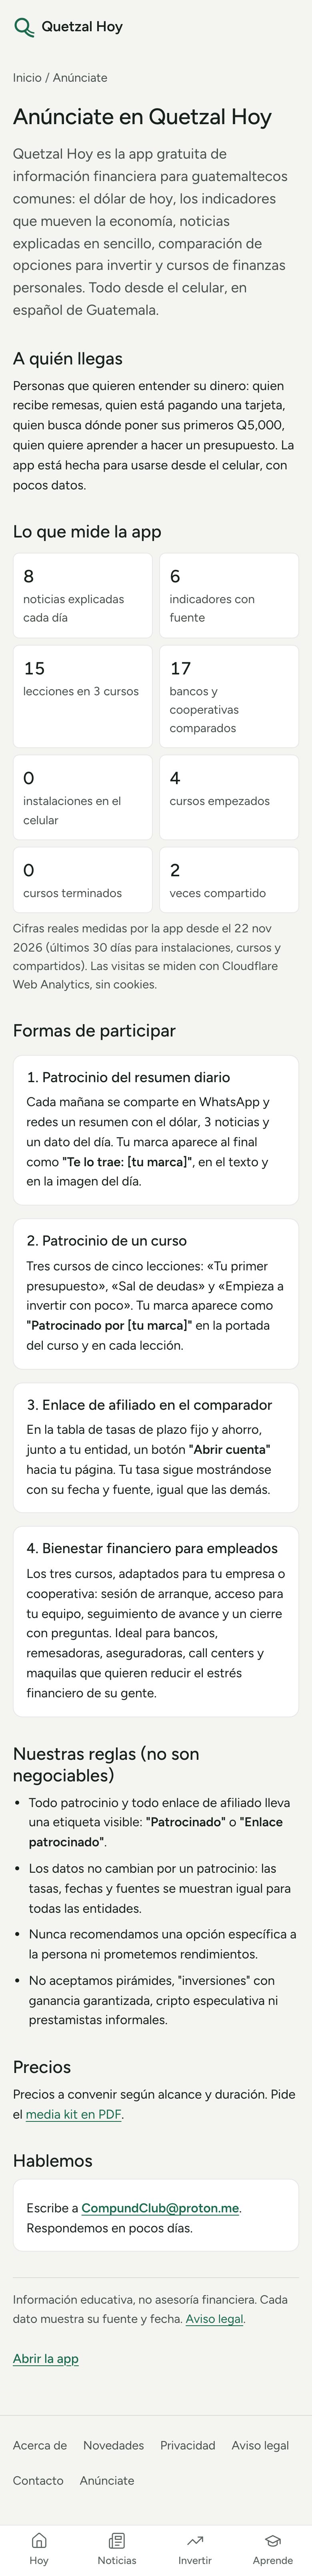 Quetzal Hoy
Inicio / Anúnciate
Anúnciate en Quetzal Hoy
Quetzal Hoy es la app gratuita de
información financiera para guatemaltecos
comunes: el dólar de hoy, los indicadores
que mueven la economía, noticias
explicadas en sencillo, comparación de
opciones para invertir y cursos de finanzas
personales. Todo desde el celular, en
español de Guatemala.
A quién llegas
Personas que quieren entender su dinero: quien
recibe remesas, quien está pagando una tarjeta,
quien busca dónde poner sus primeros Q5,000,
quien quiere aprender a hacer un presupuesto. La
app está hecha para usarse desde el celular, con
pocos datos.
Lo que mide la app
8
noticias explicadas
cada día
6
indicadores con
fuente
15
lecciones en 3 cursos
17
bancos y
cooperativas
comparados
0
instalaciones en el
celular
4
cursos empezados
0
cursos terminados
2
veces compartido
Cifras reales medidas por la app desde el 22 nov
2026 (últimos 30 días para instalaciones, cursos y
compartidos). Las visitas se miden con Cloudflare
Web Analytics, sin cookies.
Formas de participar
1. Patrocinio del resumen diario
Cada mañana se comparte en WhatsApp y
redes un resumen con el dólar, 3 noticias y
un dato del día. Tu marca aparece al final
como "Te lo trae: [tu marca]", en el texto y
en la imagen del día.
2. Patrocinio de un curso
Tres cursos de cinco lecciones: «Tu primer
presupuesto», «Sal de deudas» y «Empieza a
invertir con poco». Tu marca aparece como
"Patrocinado por [tu marca]" en la portada
del curso y en cada lección.
3. Enlace de afiliado en el comparador
En la tabla de tasas de plazo fijo y ahorro,
junto a tu entidad, un botón "Abrir cuenta"
hacia tu página. Tu tasa sigue mostrándose
con su fecha y fuente, igual que las demás.
4. Bienestar financiero para empleados
Los tres cursos, adaptados para tu empresa o
cooperativa: sesión de arranque, acceso para
tu equipo, seguimiento de avance y un cierre
con preguntas. Ideal para bancos,
remesadoras, aseguradoras, call centers y
maquilas que quieren reducir el estrés
financiero de su gente.
Nuestras reglas (no son
negociables)
• Todo patrocinio y todo enlace de afiliado lleva
una etiqueta visible: "Patrocinado" o "Enlace
patrocinado".
• Los datos no cambian por un patrocinio: las
tasas, fechas y fuentes se muestran igual para
todas las entidades.
• Nunca recomendamos una opción específica a
la persona ni prometemos rendimientos.
• No aceptamos pirámides, "inversiones" con
ganancia garantizada, cripto especulativa ni
prestamistas informales.
Precios
Precios a convenir según alcance y duración. Pide
el media kit en PDF.
Hablemos
Escribe a CompundClub@proton.me.
Respondemos en pocos días.
Información educativa, no asesoría financiera. Cada
dato muestra su fuente y fecha. Aviso legal.
Abrir la app
Acerca de Novedades Privacidad Aviso legal
Contacto Anúnciate
Hoy Noticias Invertir Aprende